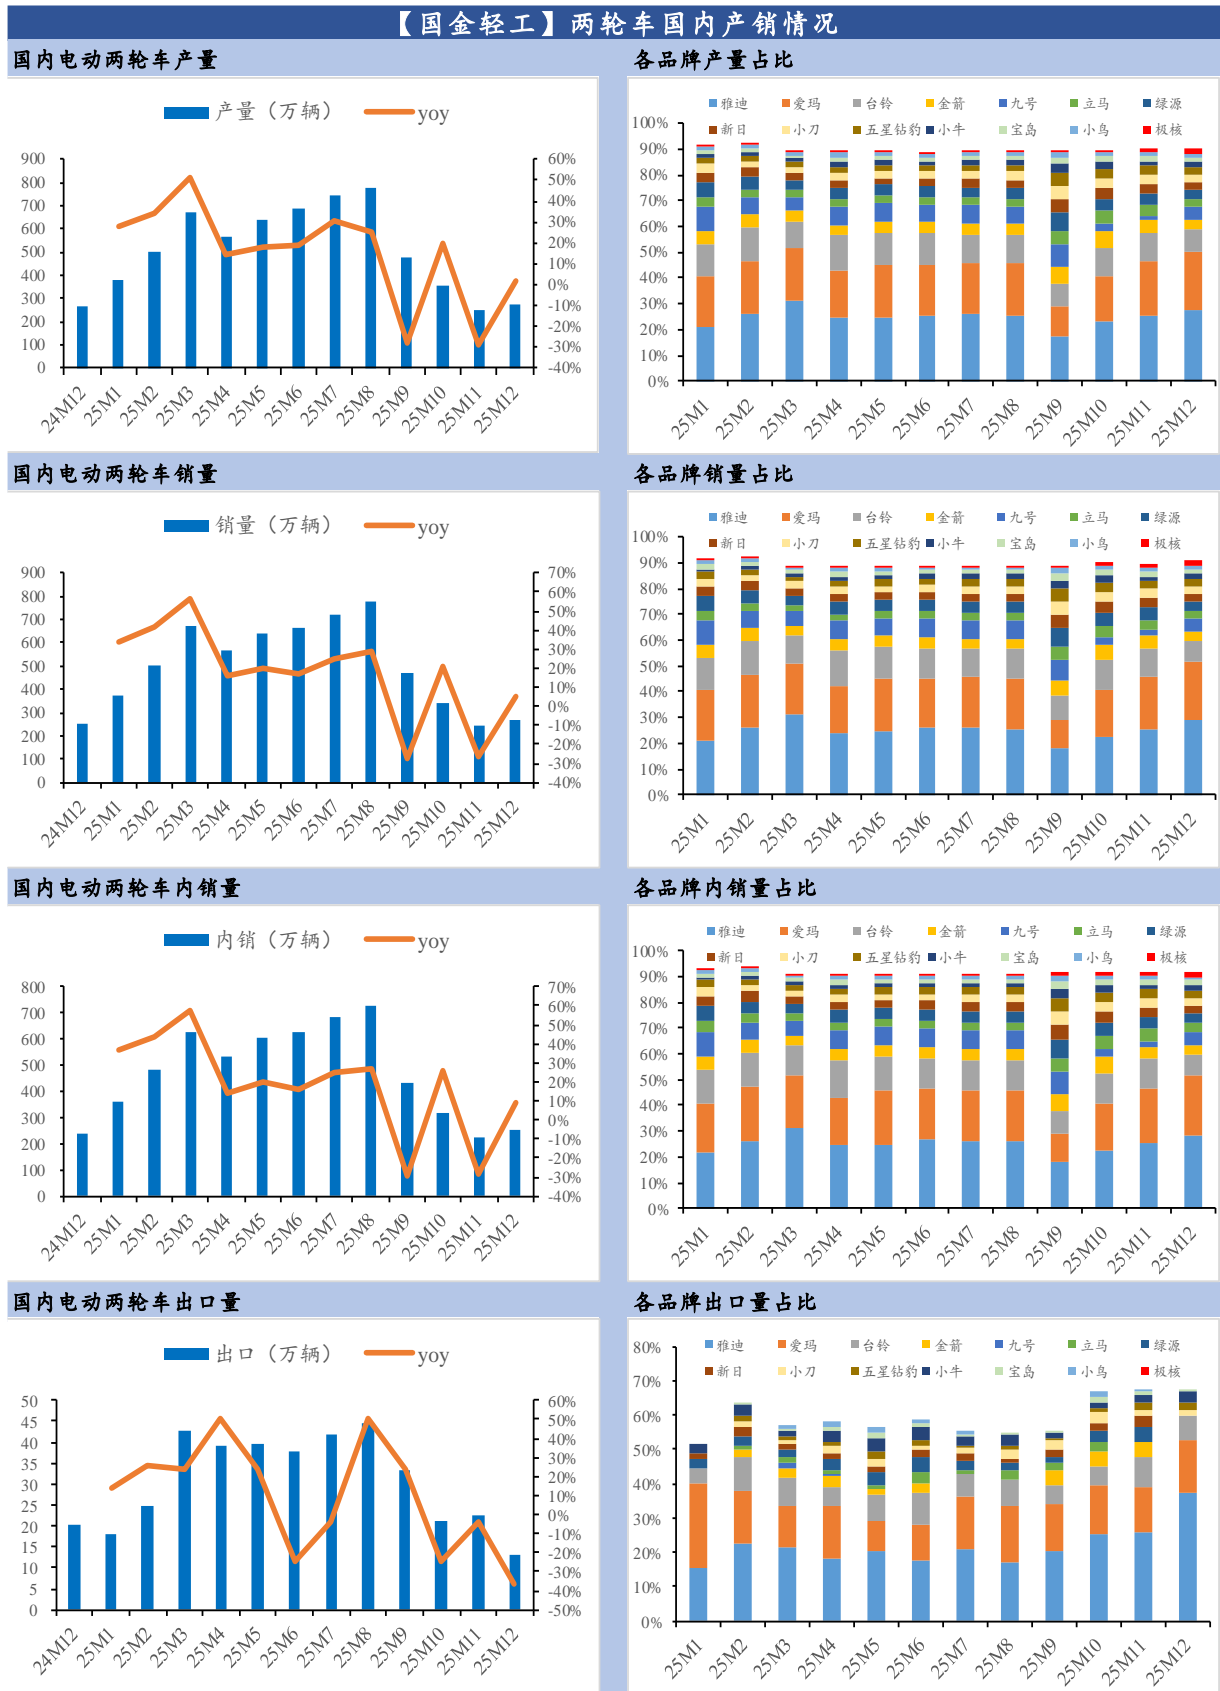 【国金轻工】两轮车国内产销情况
国内电动两轮车产量
产量（万辆） yoy
900 800 700 600 500 400 300 200 100 0
60% 50% 40% 30% 20% 10% 0% -10% -20% -30% -40%
24M12 25M1 25M2 25M3 25M4 25M5 25M6 25M7 25M8 25M9 25M10 25M11 25M12
各品牌产量占比
雅迪 爱玛 台铃 金箭 九号 立马 绿源
新日 小刀 五星钻豹 小牛 宝岛 小鸟 极核
100% 90% 80% 70% 60% 50% 40% 30% 20% 10% 0%
25M1 25M2 25M3 25M4 25M5 25M6 25M7 25M8 25M9 25M10 25M11 25M12
国内电动两轮车销量
销量（万辆） yoy
900 800 700 600 500 400 300 200 100 0
70% 60% 50% 40% 30% 20% 10% 0% -10% -20% -30% -40%
24M12 25M1 25M2 25M3 25M4 25M5 25M6 25M7 25M8 25M9 25M10 25M11 25M12
各品牌销量占比
雅迪 爱玛 台铃 金箭 九号 立马 绿源
新日 小刀 五星钻豹 小牛 宝岛 小鸟 极核
100% 90% 80% 70% 60% 50% 40% 30% 20% 10% 0%
25M1 25M2 25M3 25M4 25M5 25M6 25M7 25M8 25M9 25M10 25M11 25M12
国内电动两轮车内销量
内销（万辆） yoy
800 700 600 500 400 300 200 100 0
70% 60% 50% 40% 30% 20% 10% 0% -10% -20% -30% -40%
24M12 25M1 25M2 25M3 25M4 25M5 25M6 25M7 25M8 25M9 25M10 25M11 25M12
各品牌内销量占比
雅迪 爱玛 台铃 金箭 九号 立马 绿源
新日 小刀 五星钻豹 小牛 宝岛 小鸟 极核
100% 90% 80% 70% 60% 50% 40% 30% 20% 10% 0%
25M1 25M2 25M3 25M4 25M5 25M6 25M7 25M8 25M9 25M10 25M11 25M12
国内电动两轮车出口量
出口（万辆） yoy
50 45 40 35 30 25 20 15 10 5 0
60% 50% 40% 30% 20% 10% 0% -10% -20% -30% -40% -50%
24M12 25M1 25M2 25M3 25M4 25M5 25M6 25M7 25M8 25M9 25M10 25M11 25M12
各品牌出口量占比
雅迪 爱玛 台铃 金箭 九号 立马 绿源
新日 小刀 五星钻豹 小牛 宝岛 小鸟 极核
80% 70% 60% 50% 40% 30% 20% 10% 0%
25M1 25M2 25M3 25M4 25M5 25M6 25M7 25M8 25M9 25M10 25M11 25M12